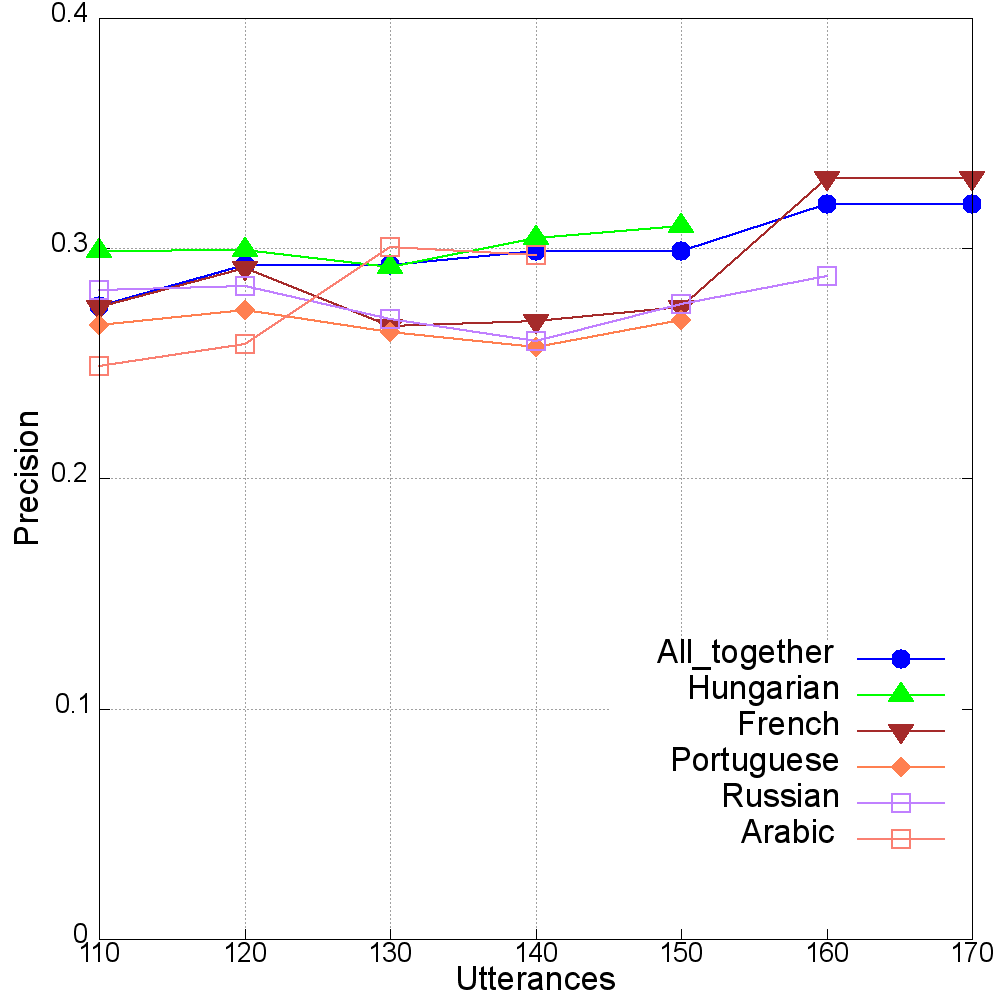 0.4
0.3
0.2
0.1
0
Precision
110 120 130 140 150 160 170
Utterances
All_together
Hungarian
French
Portuguese
Russian
Arabic